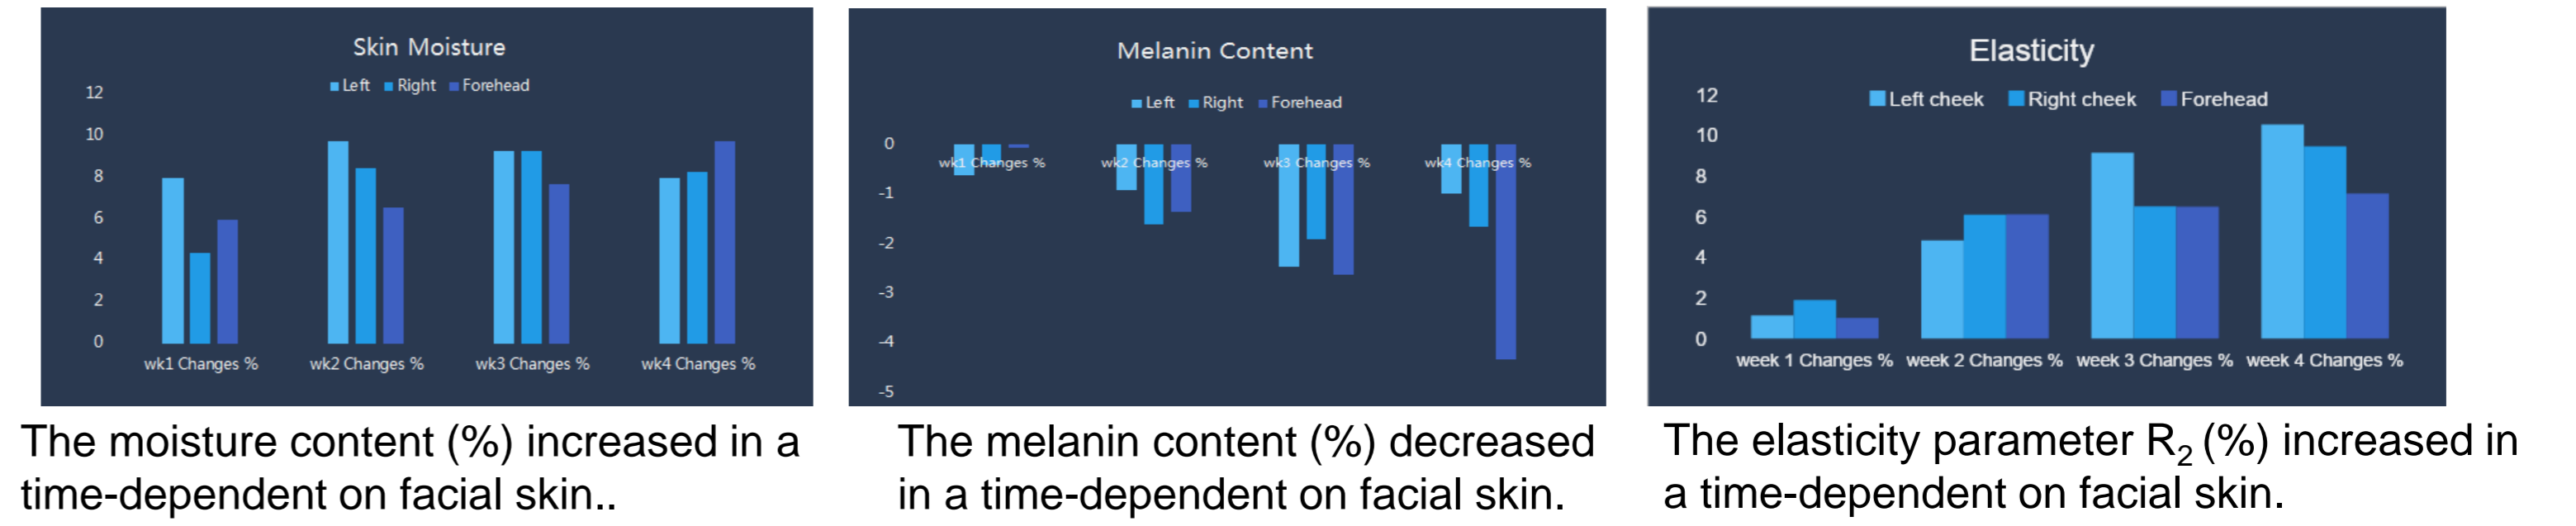 Skin Moisture
Left Right Forehead
12
10
8
6
4
2
0
wk1 Changes % wk2 Changes % wk3 Changes % wk4 Changes %
The moisture content (%) increased in a
time-dependent on facial skin..
Melanin Content
Left Right Forehead
0
wk1 Changes % wk2 Changes % wk3 Changes % wk4 Changes %
-1
-2
-3
-4
-5
The melanin content (%) decreased
in a time-dependent on facial skin.
Elasticity
Left cheek Right cheek Forehead
12
10
8
6
4
2
0
week 1 Changes % week 2 Changes % week 3 Changes % week 4 Changes %
The elasticity parameter R₂ (%) increased in
a time-dependent on facial skin.